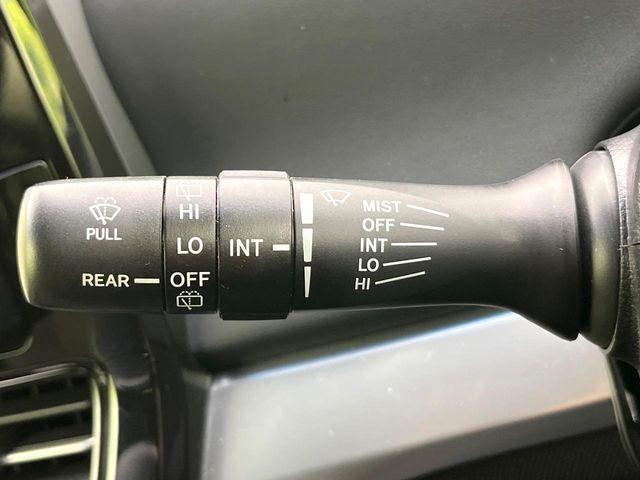 PULL
REAR
HI
LO
OFF
INT
MIST
OFF
INT
LO
HI